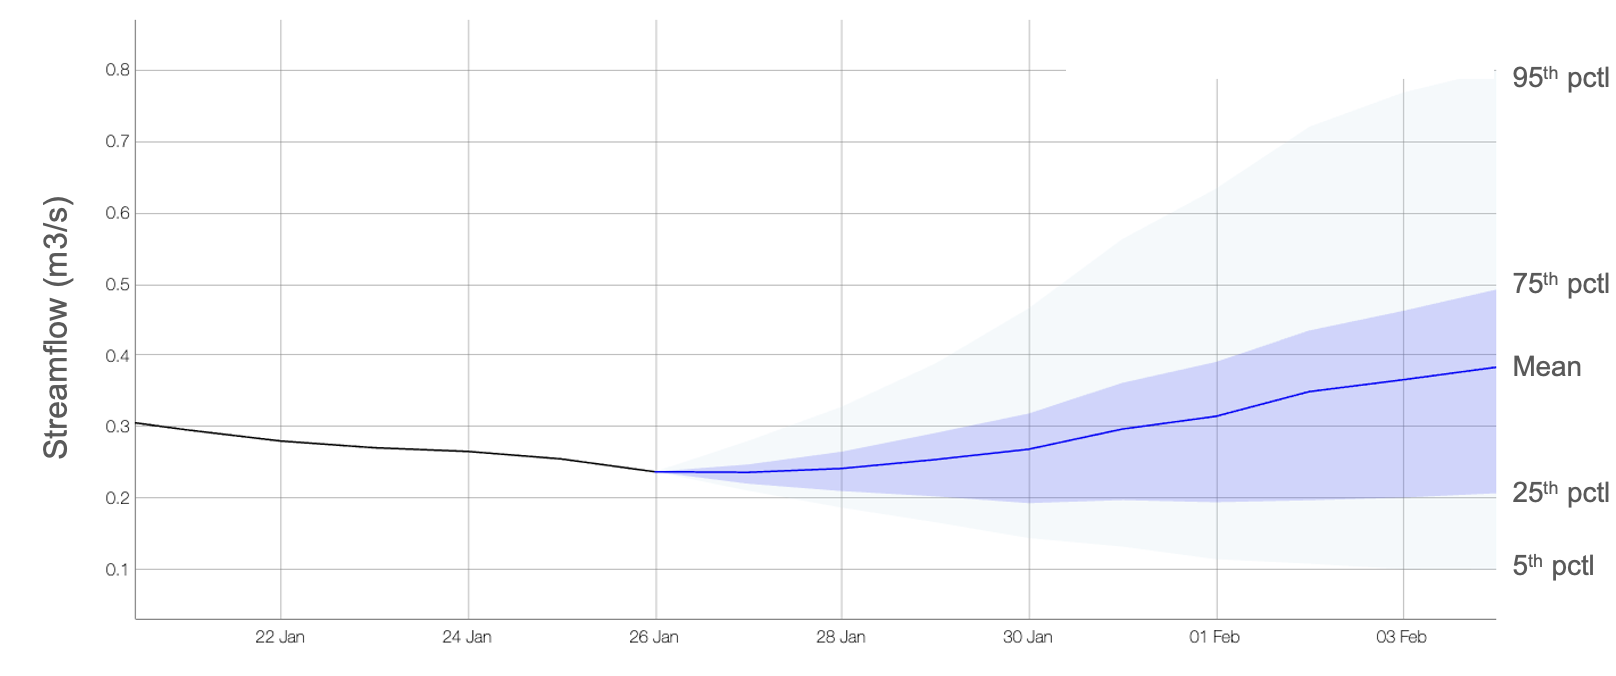 Streamflow (m3/s)
0.8
0.7
0.6
0.5
0.4
0.3
0.2
0.1
22 Jan
24 Jan
26 Jan
28 Jan
30 Jan
01 Feb
03 Feb
95th pctl
75th pctl
Mean
25th pctl
5th pctl